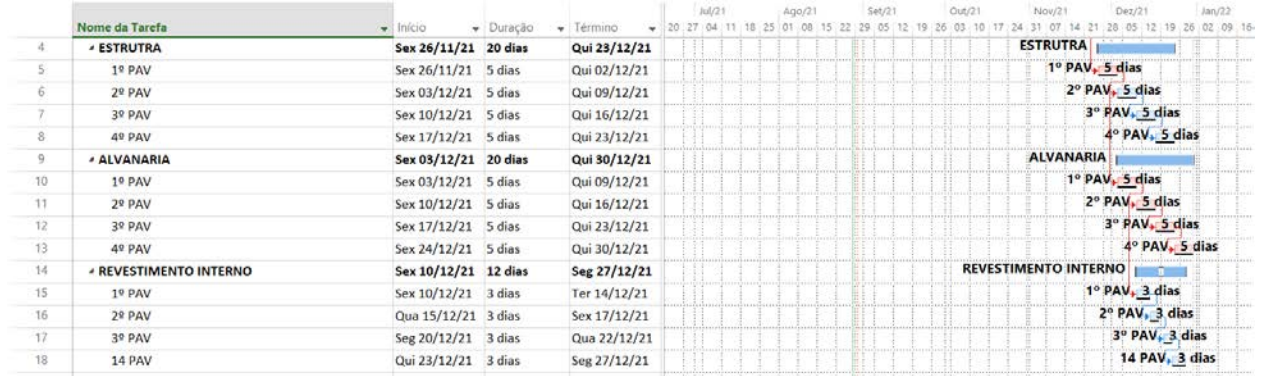 Jul/21 Ago/21 Set/21 Out/21 Nov/21 Dez/21 Jan/22
Nome da Tarefa Início Duração Término 20 27 04 11 18 25 01 08 15 22 29 05 12 19 26 03 10 17 24 31 07 14 21 28 05 12 19 26 02 09 16
4 ESTRUTRA Sex 26/11/21 20 dias Qui 23/12/21 ESTRUTRA
5 1º PAV Sex 26/11/21 5 dias Qui 02/12/21 1º PAV 5 dias
6 2º PAV Sex 03/12/21 5 dias Qui 09/12/21 2º PAV 5 dias
7 3º PAV Sex 10/12/21 5 dias Qui 16/12/21 3º PAV 5 dias
8 4º PAV Sex 17/12/21 5 dias Qui 23/12/21 4º PAV 5 dias
9 ALVANARIA Sex 03/12/21 20 dias Qui 30/12/21 ALVANARIA
10 1º PAV Sex 03/12/21 5 dias Qui 09/12/21 1º PAV 5 dias
11 2º PAV Sex 10/12/21 5 dias Qui 16/12/21 2º PAV 5 dias
12 3º PAV Sex 17/12/21 5 dias Qui 23/12/21 3º PAV 5 dias
13 4º PAV Sex 24/12/21 5 dias Qui 30/12/21 4º PAV 5 dias
14 REVESTIMENTO INTERNO Sex 10/12/21 12 dias Seg 27/12/21 REVESTIMENTO INTERNO
15 1º PAV Sex 10/12/21 3 dias Ter 14/12/21 1º PAV 3 dias
16 2º PAV Qua 15/12/21 3 dias Sex 17/12/21 2º PAV 3 dias
17 3º PAV Seg 20/12/21 3 dias Qua 22/12/21 3º PAV 3 dias
18 14 PAV Qui 23/12/21 3 dias Seg 27/12/21 14 PAV 3 dias